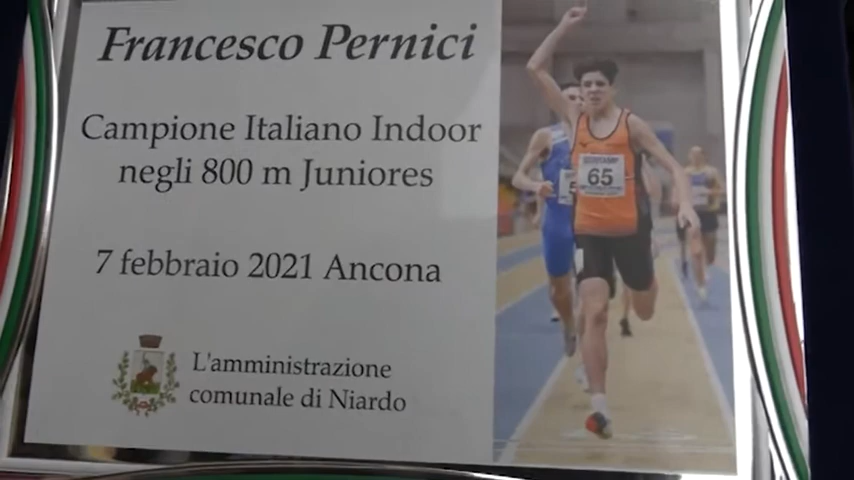 Francesco Pernici
Campione Italiano Indoor
negli 800 m Juniores
7 febbraio 2021 Ancona
L'amministrazione
comunale di Niardo
65